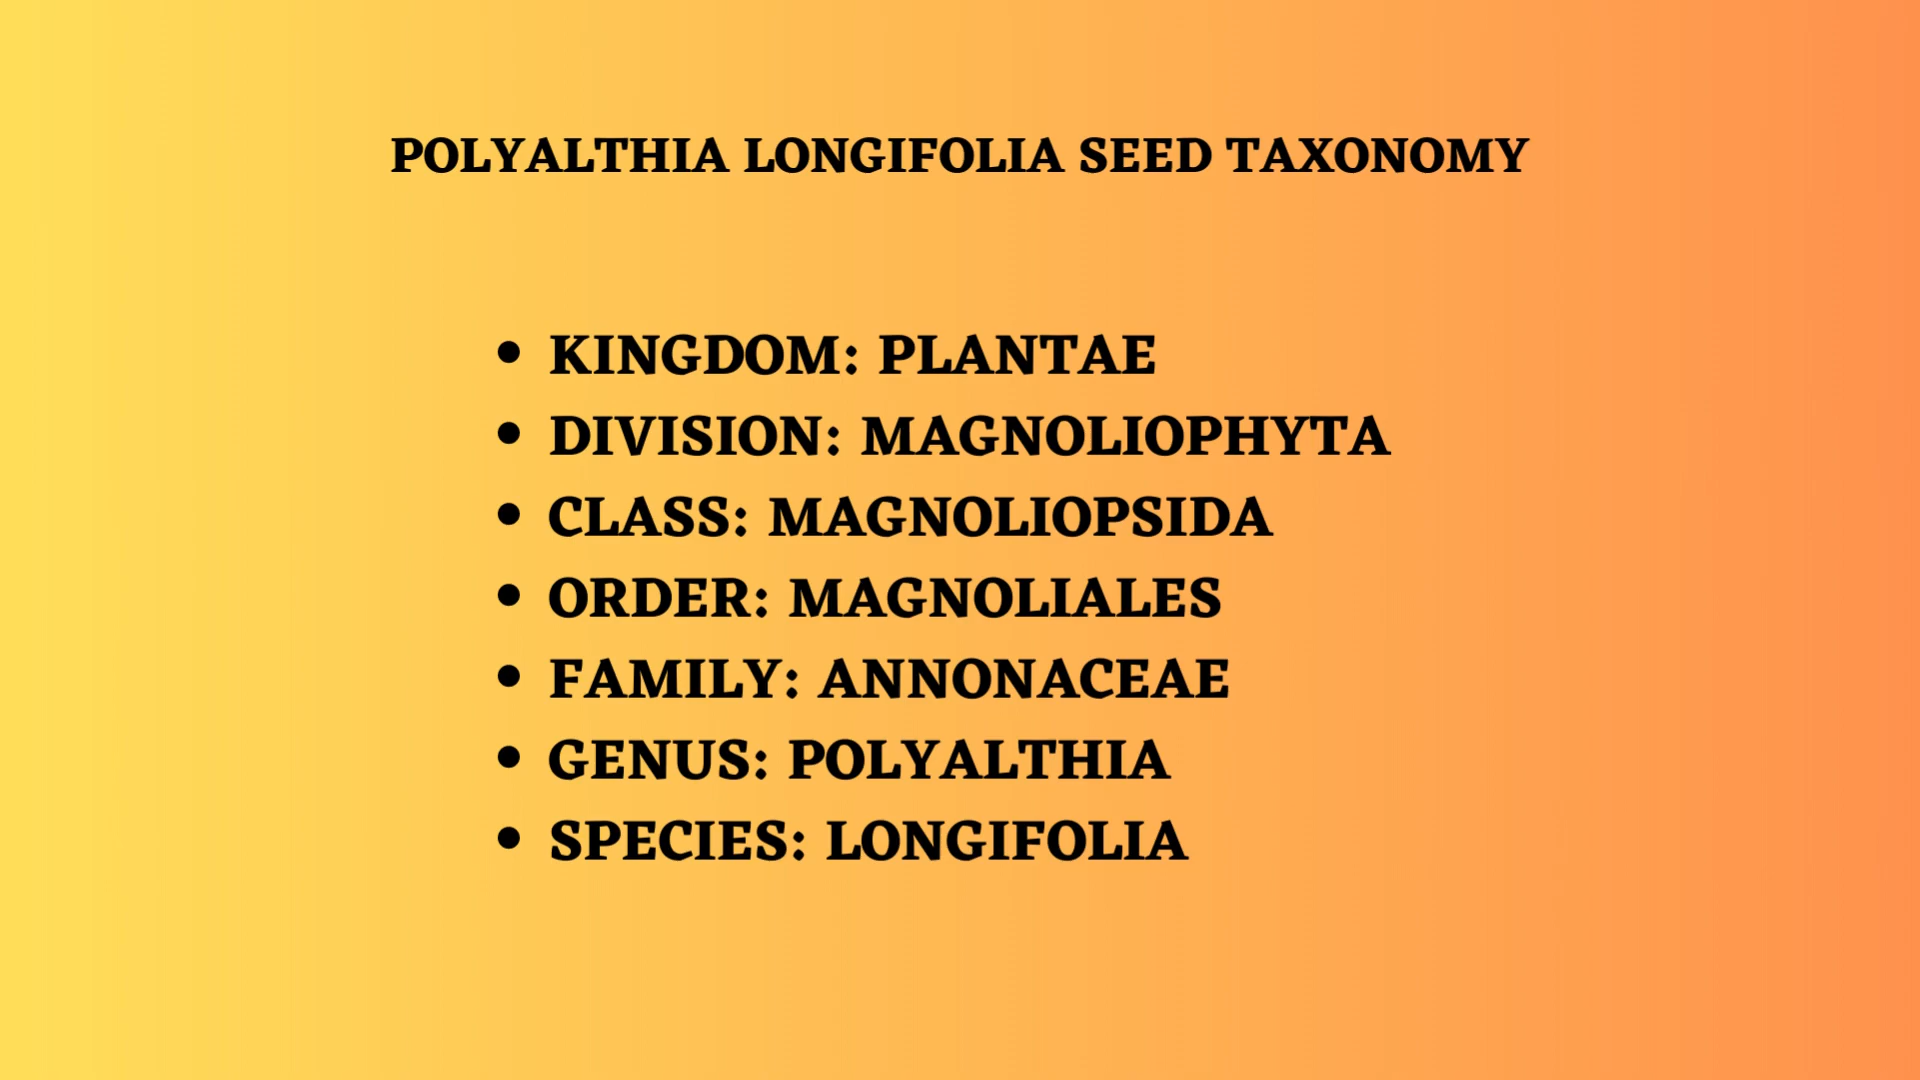 POLYALTHIA LONGIFOLIA SEED TAXONOMY
• KINGDOM: PLANTAE
• DIVISION: MAGNOLIOPHYTA
• CLASS: MAGNOLIOPSIDA
• ORDER: MAGNOLIALES
• FAMILY: ANNONACEAE
• GENUS: POLYALTHIA
• SPECIES: LONGIFOLIA